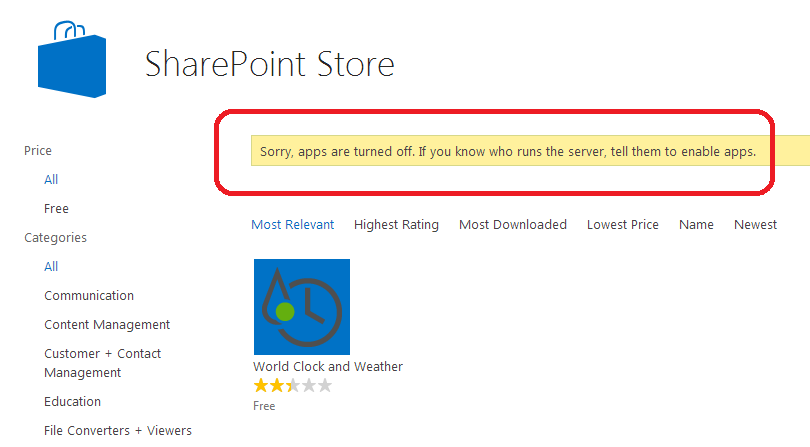 SharePoint Store
Sorry, apps are turned off. If you know who runs the server, tell them to enable apps.
Price
All
Free
Categories
All
Communication
Content Management
Customer + Contact
Management
Education
File Converters + Viewers
Most Relevant Highest Rating Most Downloaded Lowest Price Name Newest
World Clock and Weather
Free